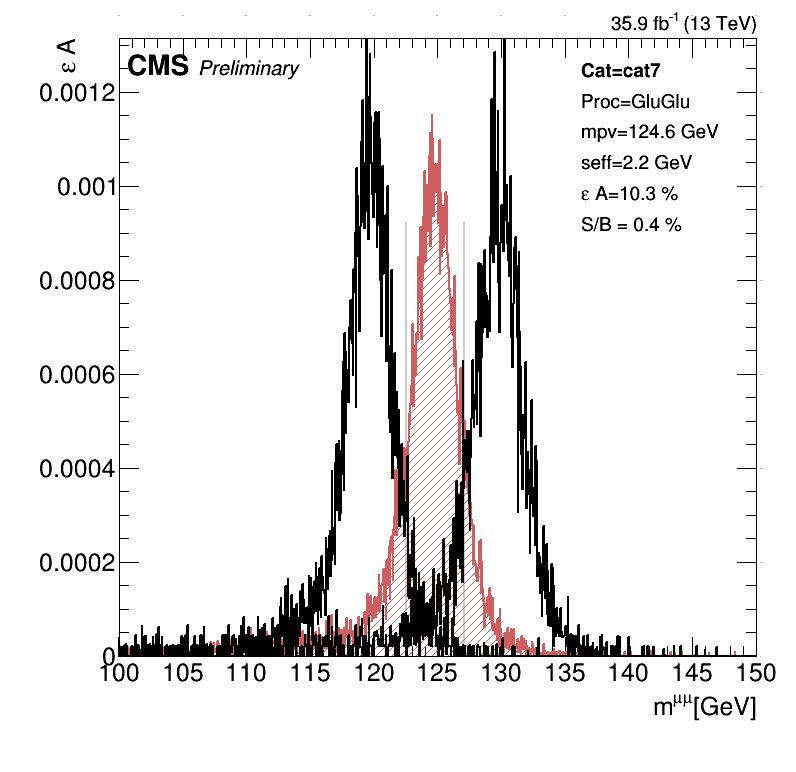 35.9 fb⁻¹ (13 TeV)
ε A
CMS Preliminary
Cat=cat7
Proc=GluGlu
mpv=124.6 GeV
seff=2.2 GeV
ε A=10.3 %
S/B = 0.4 %
0.0012
0.001
0.0008
0.0006
0.0004
0.0002
0
100 105 110 115 120 125 130 135 140 145 150
m^μμ[GeV]